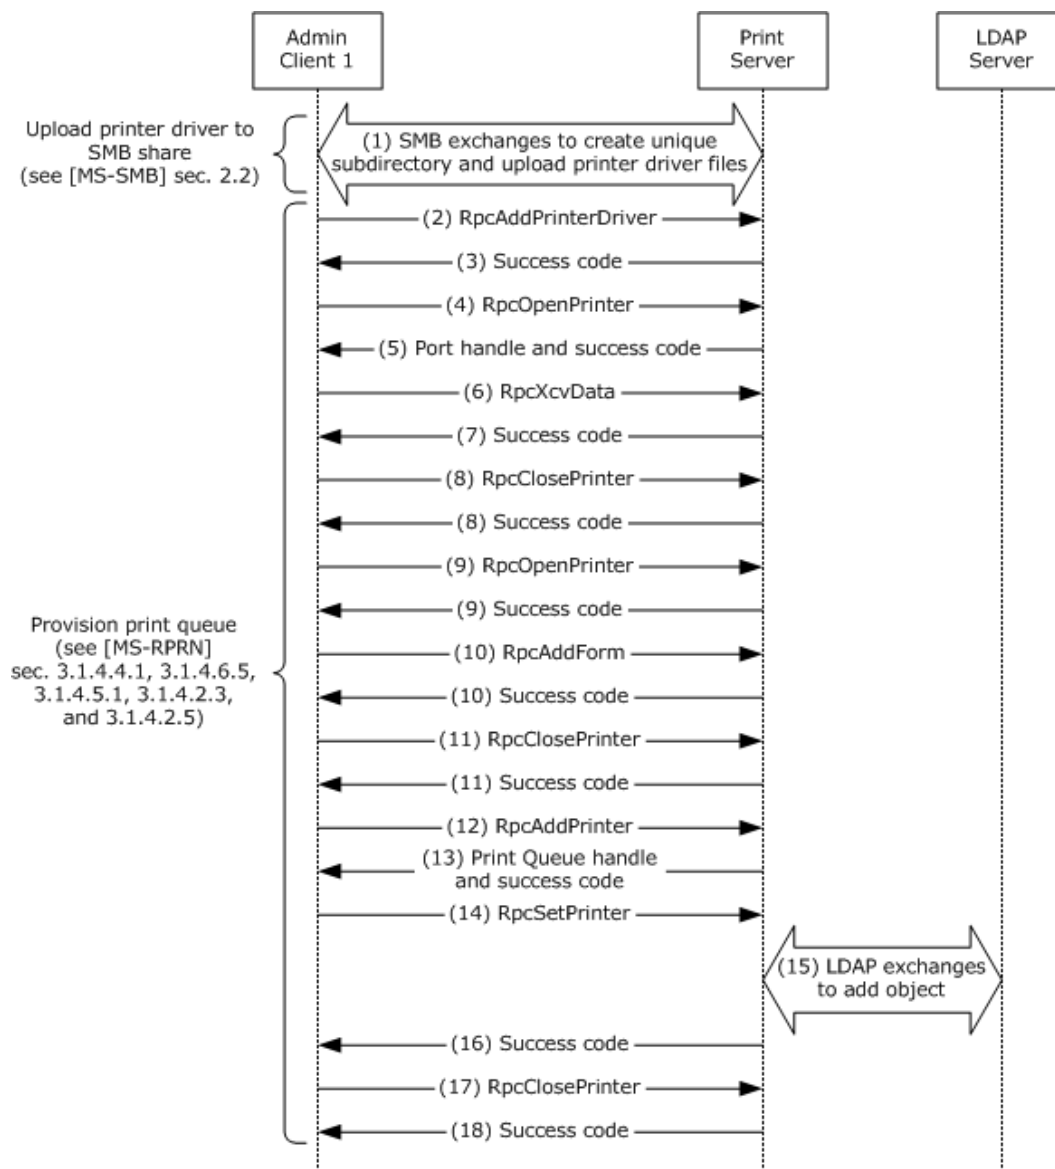 Admin
Client 1
Print
Server
LDAP
Server
Upload printer driver to
SMB share
(see [MS-SMB] sec. 2.2)
(1) SMB exchanges to create unique
subdirectory and upload printer driver files
(2) RpcAddPrinterDriver
(3) Success code
(4) RpcOpenPrinter
(5) Port handle and success code
(6) RpcXcvData
(7) Success code
(8) RpcClosePrinter
(8) Success code
(9) RpcOpenPrinter
(9) Success code
Provision print queue
(see [MS-RPRN]
sec. 3.1.4.4.1, 3.1.4.6.5,
3.1.4.5.1, 3.1.4.2.3,
and 3.1.4.2.5)
(10) RpcAddForm
(10) Success code
(11) RpcClosePrinter
(11) Success code
(12) RpcAddPrinter
(13) Print Queue handle
and success code
(14) RpcSetPrinter
(15) LDAP exchanges
to add object
(16) Success code
(17) RpcClosePrinter
(18) Success code